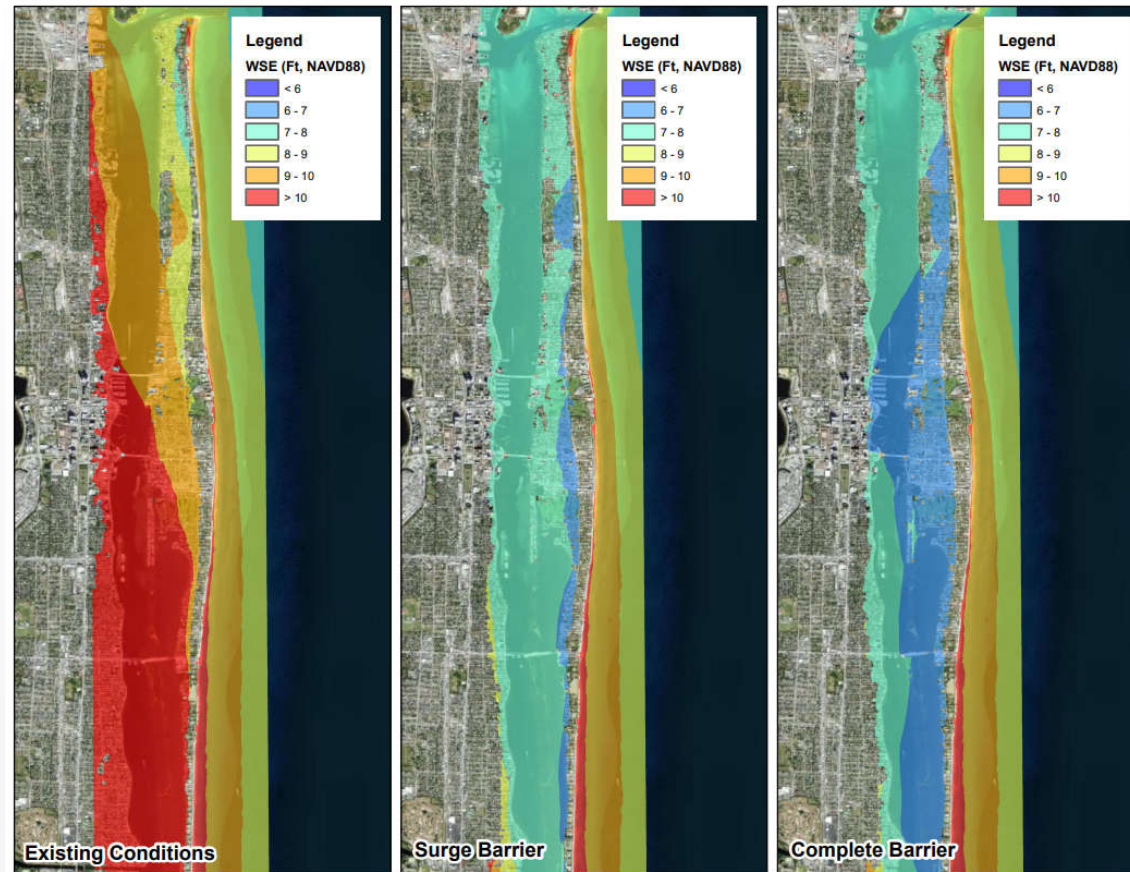 Legend
WSE (Ft, NAVD88)
< 6
6 - 7
7 - 8
8 - 9
9 - 10
> 10
Existing Conditions
Legend
WSE (Ft, NAVD88)
< 6
6 - 7
7 - 8
8 - 9
9 - 10
> 10
Surge Barrier
Legend
WSE (Ft, NAVD88)
< 6
6 - 7
7 - 8
8 - 9
9 - 10
> 10
Complete Barrier